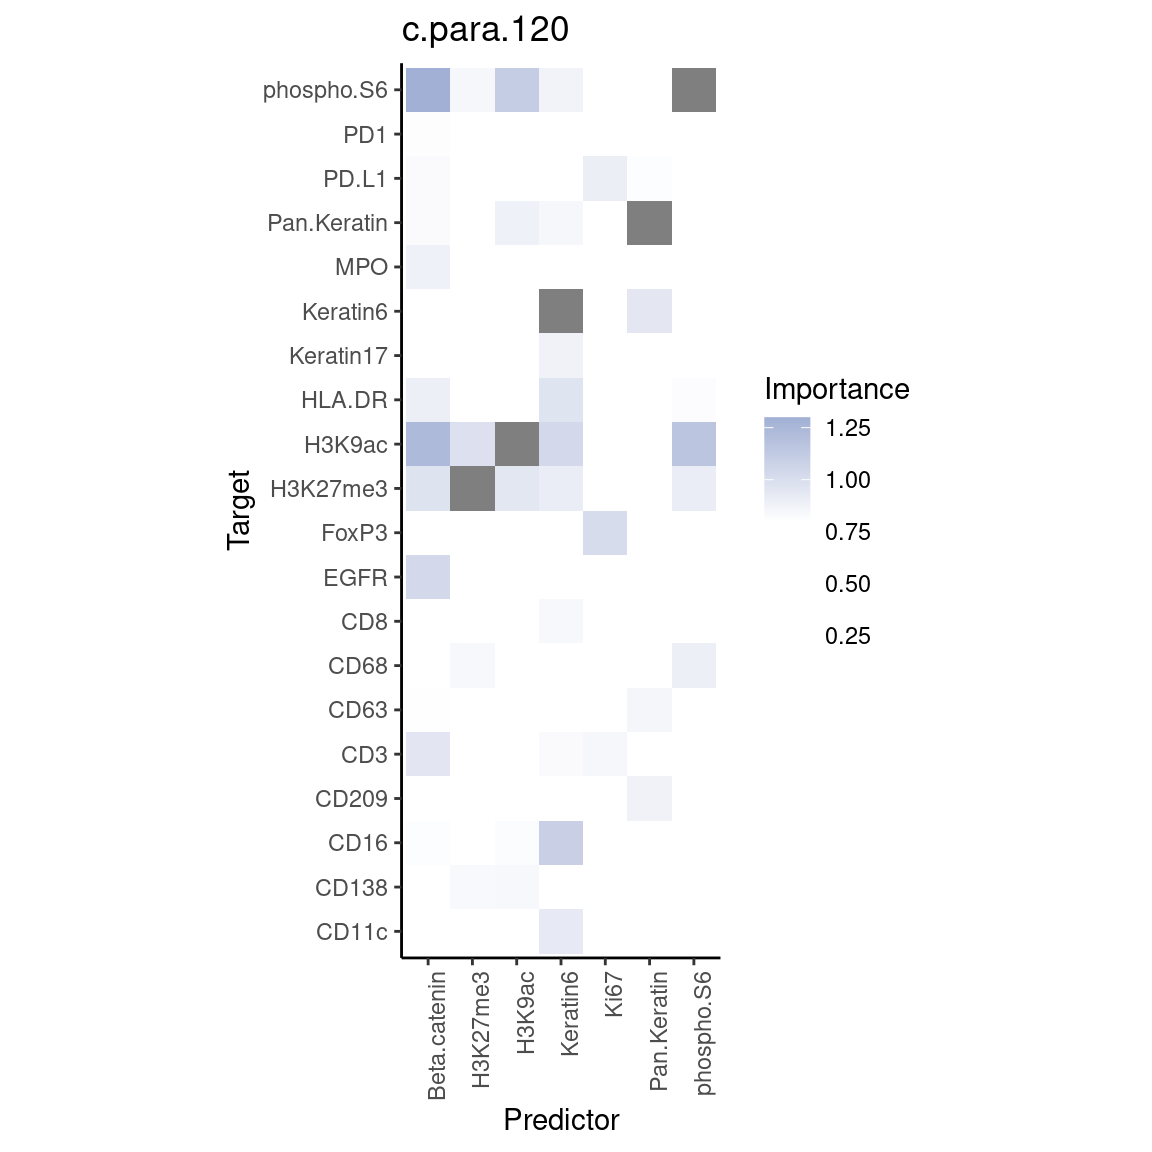 c.para.120
phospho.S6
PD1
PD.L1
Pan.Keratin
MPO
Keratin6
Keratin17
HLA.DR
H3K9ac
H3K27me3
FoxP3
EGFR
CD8
CD68
CD63
CD3
CD209
CD16
CD138
CD11c
Target
Beta.catenin
H3K27me3
H3K9ac
Keratin6
Ki67
Pan.Keratin
phospho.S6
Predictor
Importance
1.25
1.00
0.75
0.50
0.25